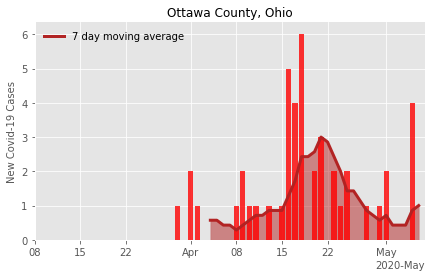 Ottawa County, Ohio
7 day moving average
New Covid-19 Cases
6
5
4
3
2
1
0
08 15 22 Apr 08 15 22 May
2020-May